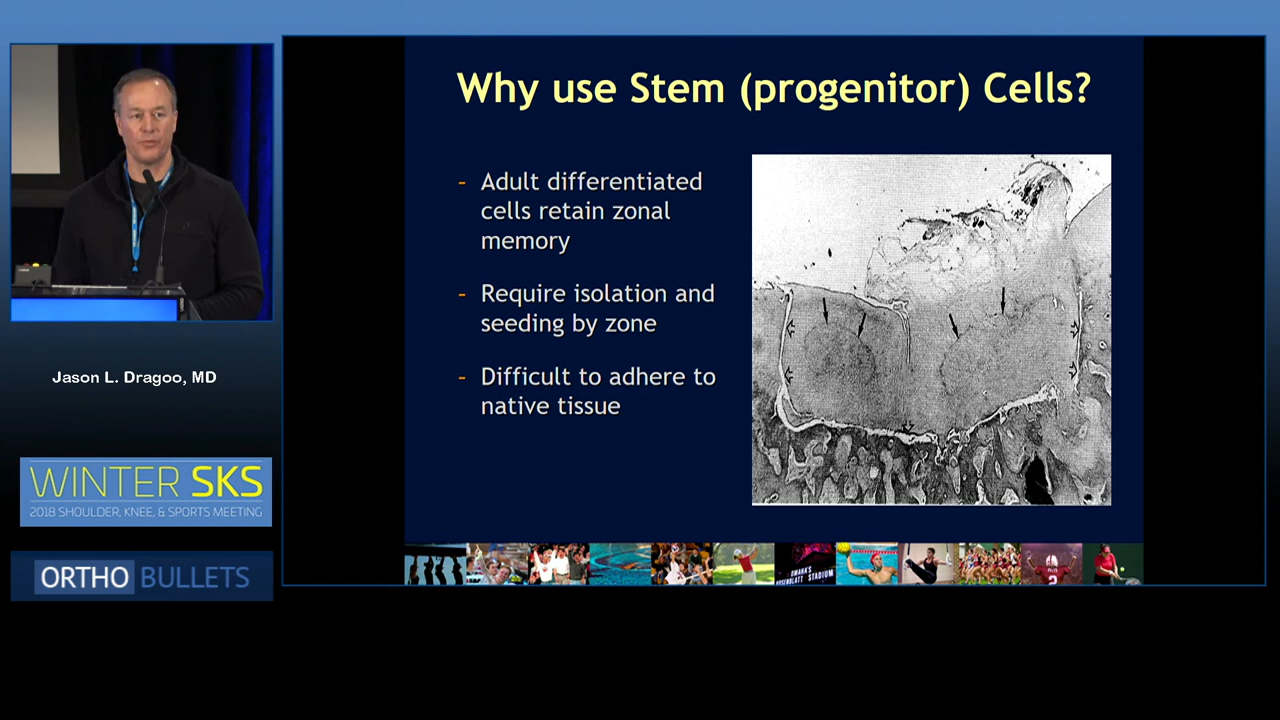 Why use Stem (progenitor) Cells?
- Adult differentiated
cells retain zonal
memory
- Require isolation and
seeding by zone
- Difficult to adhere to
native tissue
Jason L. Dragoo, MD
WINTER SKS
2018 SHOULDER, KNEE, & SPORTS MEETING
ORTHO BULLETS